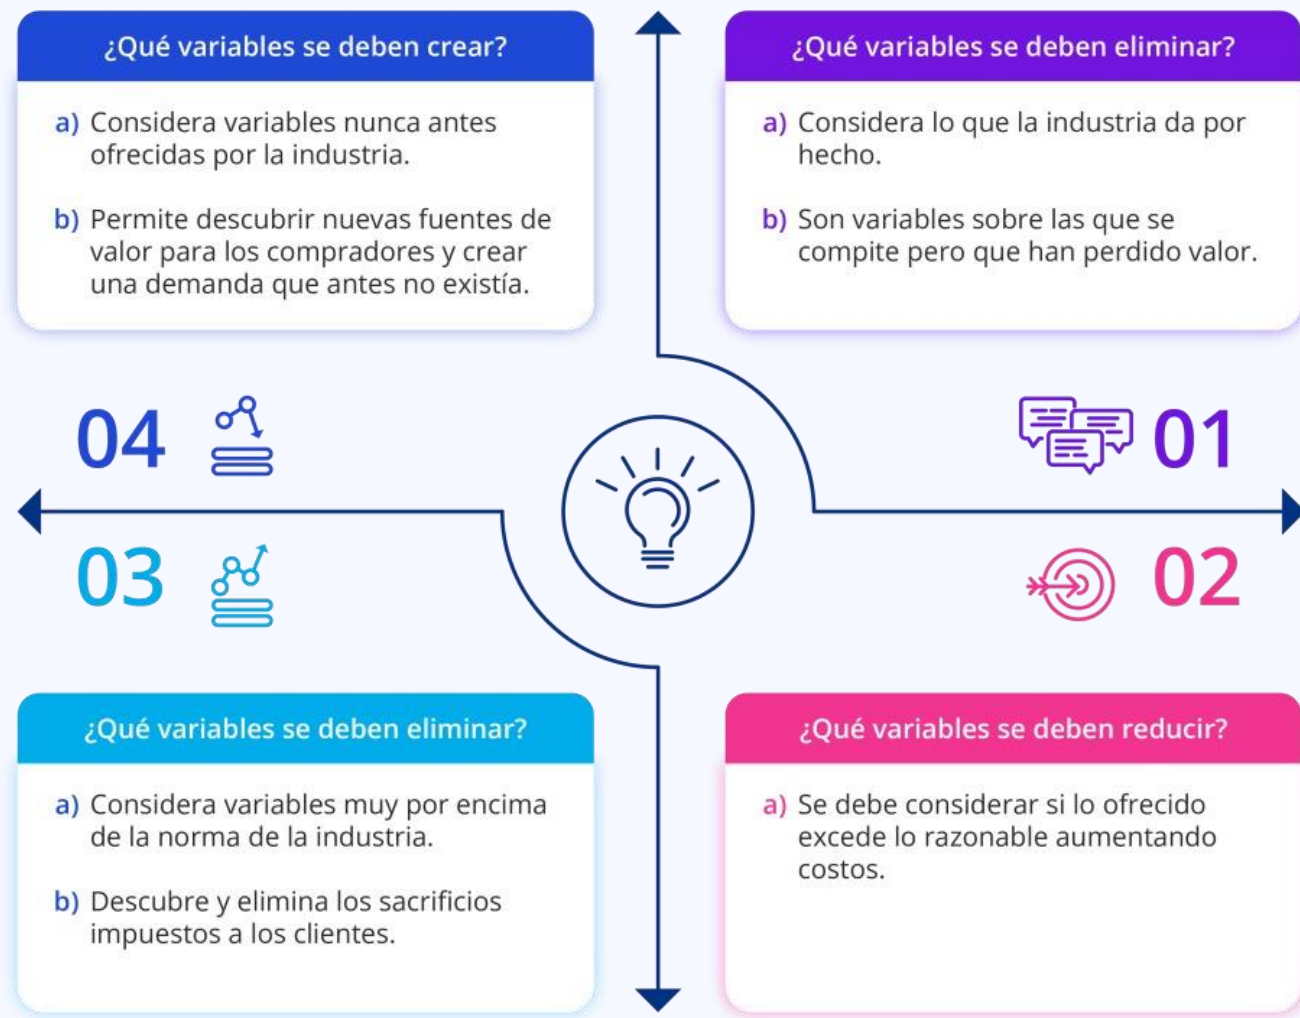 ¿Qué variables se deben crear?
a) Considera variables nunca antes
ofrecidas por la industria.
b) Permite descubrir nuevas fuentes de
valor para los compradores y crear
una demanda que antes no existía.
¿Qué variables se deben eliminar?
a) Considera lo que la industria da por
hecho.
b) Son variables sobre las que se
compite pero que han perdido valor.
04
01
03
02
¿Qué variables se deben eliminar?
a) Considera variables muy por encima
de la norma de la industria.
b) Descubre y elimina los sacrificios
impuestos a los clientes.
¿Qué variables se deben reducir?
a) Se debe considerar si lo ofrecido
excede lo razonable aumentando
costos.